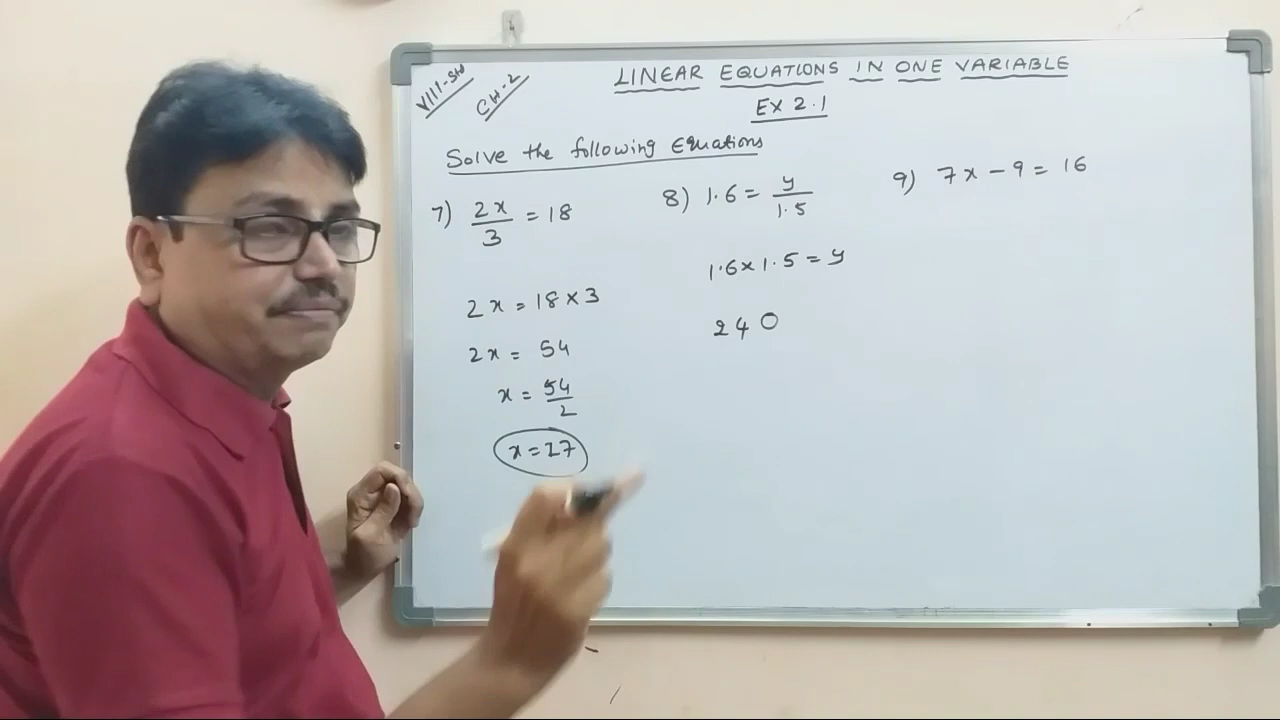 VIII-Std
CH-2
LINEAR EQUATIONS IN ONE VARIABLE
EX 2.1
Solve the following Equations
7) 2x/3 = 18
2x = 18 × 3
2x = 54
x = 54/2
x = 27
8) 1.6 = y/1.5
1.6 × 1.5 = y
240
9) 7x - 9 = 16